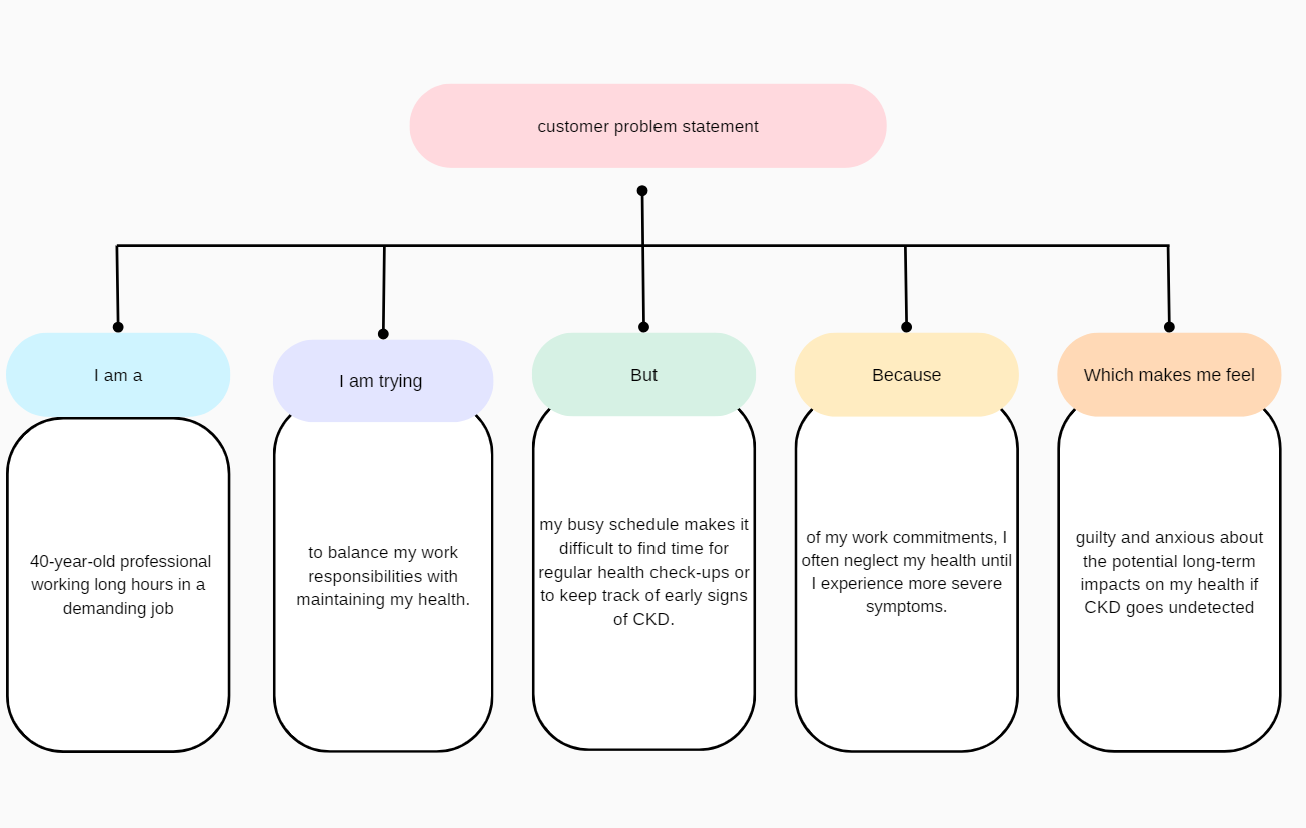 customer problem statement
I am a
I am trying
But
Because
Which makes me feel
40-year-old professional
working long hours in a
demanding job
to balance my work
responsibilities with
maintaining my health.
my busy schedule makes it
difficult to find time for
regular health check-ups or
to keep track of early signs
of CKD.
of my work commitments, I
often neglect my health until
I experience more severe
symptoms.
guilty and anxious about
the potential long-term
impacts on my health if
CKD goes undetected